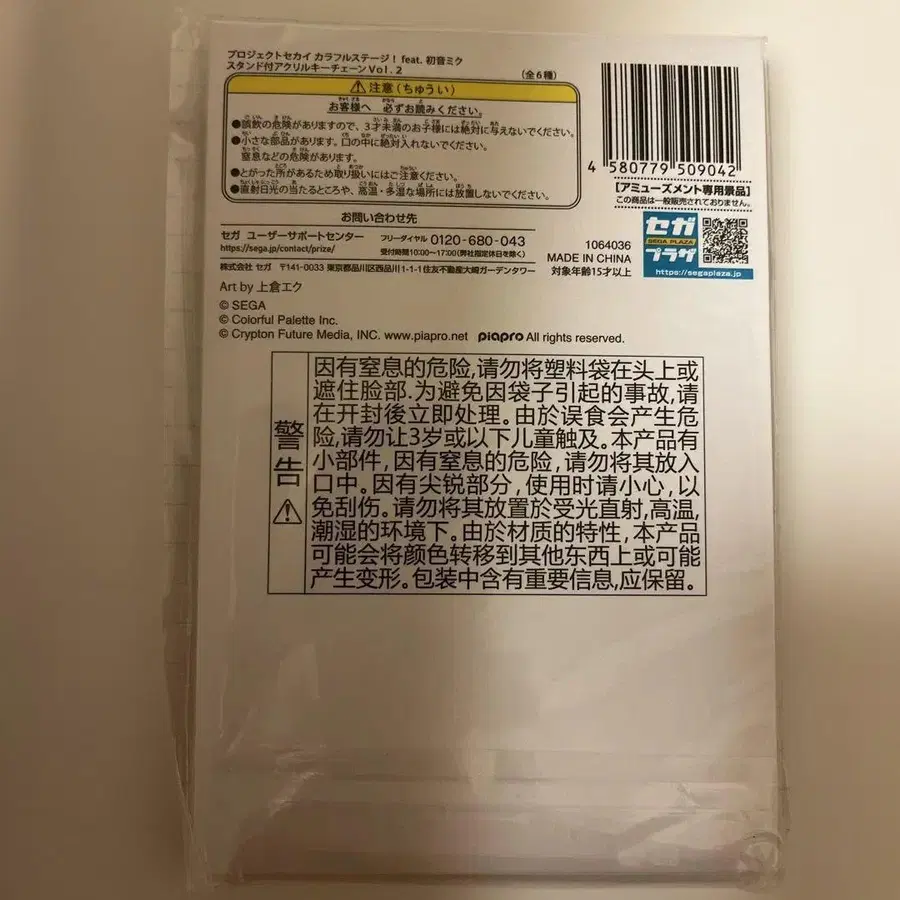 プロジェクトセカイ カラフルステージ! feat. 初音ミク
スタンド付アクリルキーチェーンVol.2
(全6種)
⚠注意(ちゅうい)
お客様へ 必ずお読みください。
●誤飲の危険がありますので、3才未満のお子様には絶対に与えないでください。
●小さな部品があります。口の中に絶対入れないでください。
窒息などの危険があります。
●とがった所があるため取り扱いにはご注意ください。
●直射日光の当たるところや、高温・多湿な場所には放置しないでください。
お問い合わせ先
セガ ユーザーサポートセンター
https://sega.jp/contact/prize/
フリーダイヤル 0120-680-043
受付時間10:00~17:00(弊社指定休日を除く)
株式会社 セガ 〒141-0033 東京都品川区西品川1-1-1住友不動産大崎ガーデンタワー
4 580779 509042
[アミューズメント専用景品]
この商品は一般販売されておりません。
1064036
MADE IN CHINA
対象年齢15才以上
セガ
SEGA PLAZA
プラザ
https://segaplaza.jp
Art by 上倉エク
© SEGA
© Colorful Palette Inc.
© Crypton Future Media, INC. www.piapro.net piapro All rights reserved.
警告⚠
因有窒息的危险,请勿将塑料袋在头上或
遮住脸部.为避免因袋子引起的事故,请
在开封後立即处理。由於误食会产生危
险,请勿让3岁或以下儿童触及。本产品有
小部件,因有窒息的危险,请勿将其放入
口中。因有尖锐部分,使用时请小心,以
免刮伤。请勿将其放置於受光直射,高温,
潮湿的环境下。由於材质的特性,本产品
可能会将颜色转移到其他东西上或可能
产生变形。包装中含有重要信息,应保留。